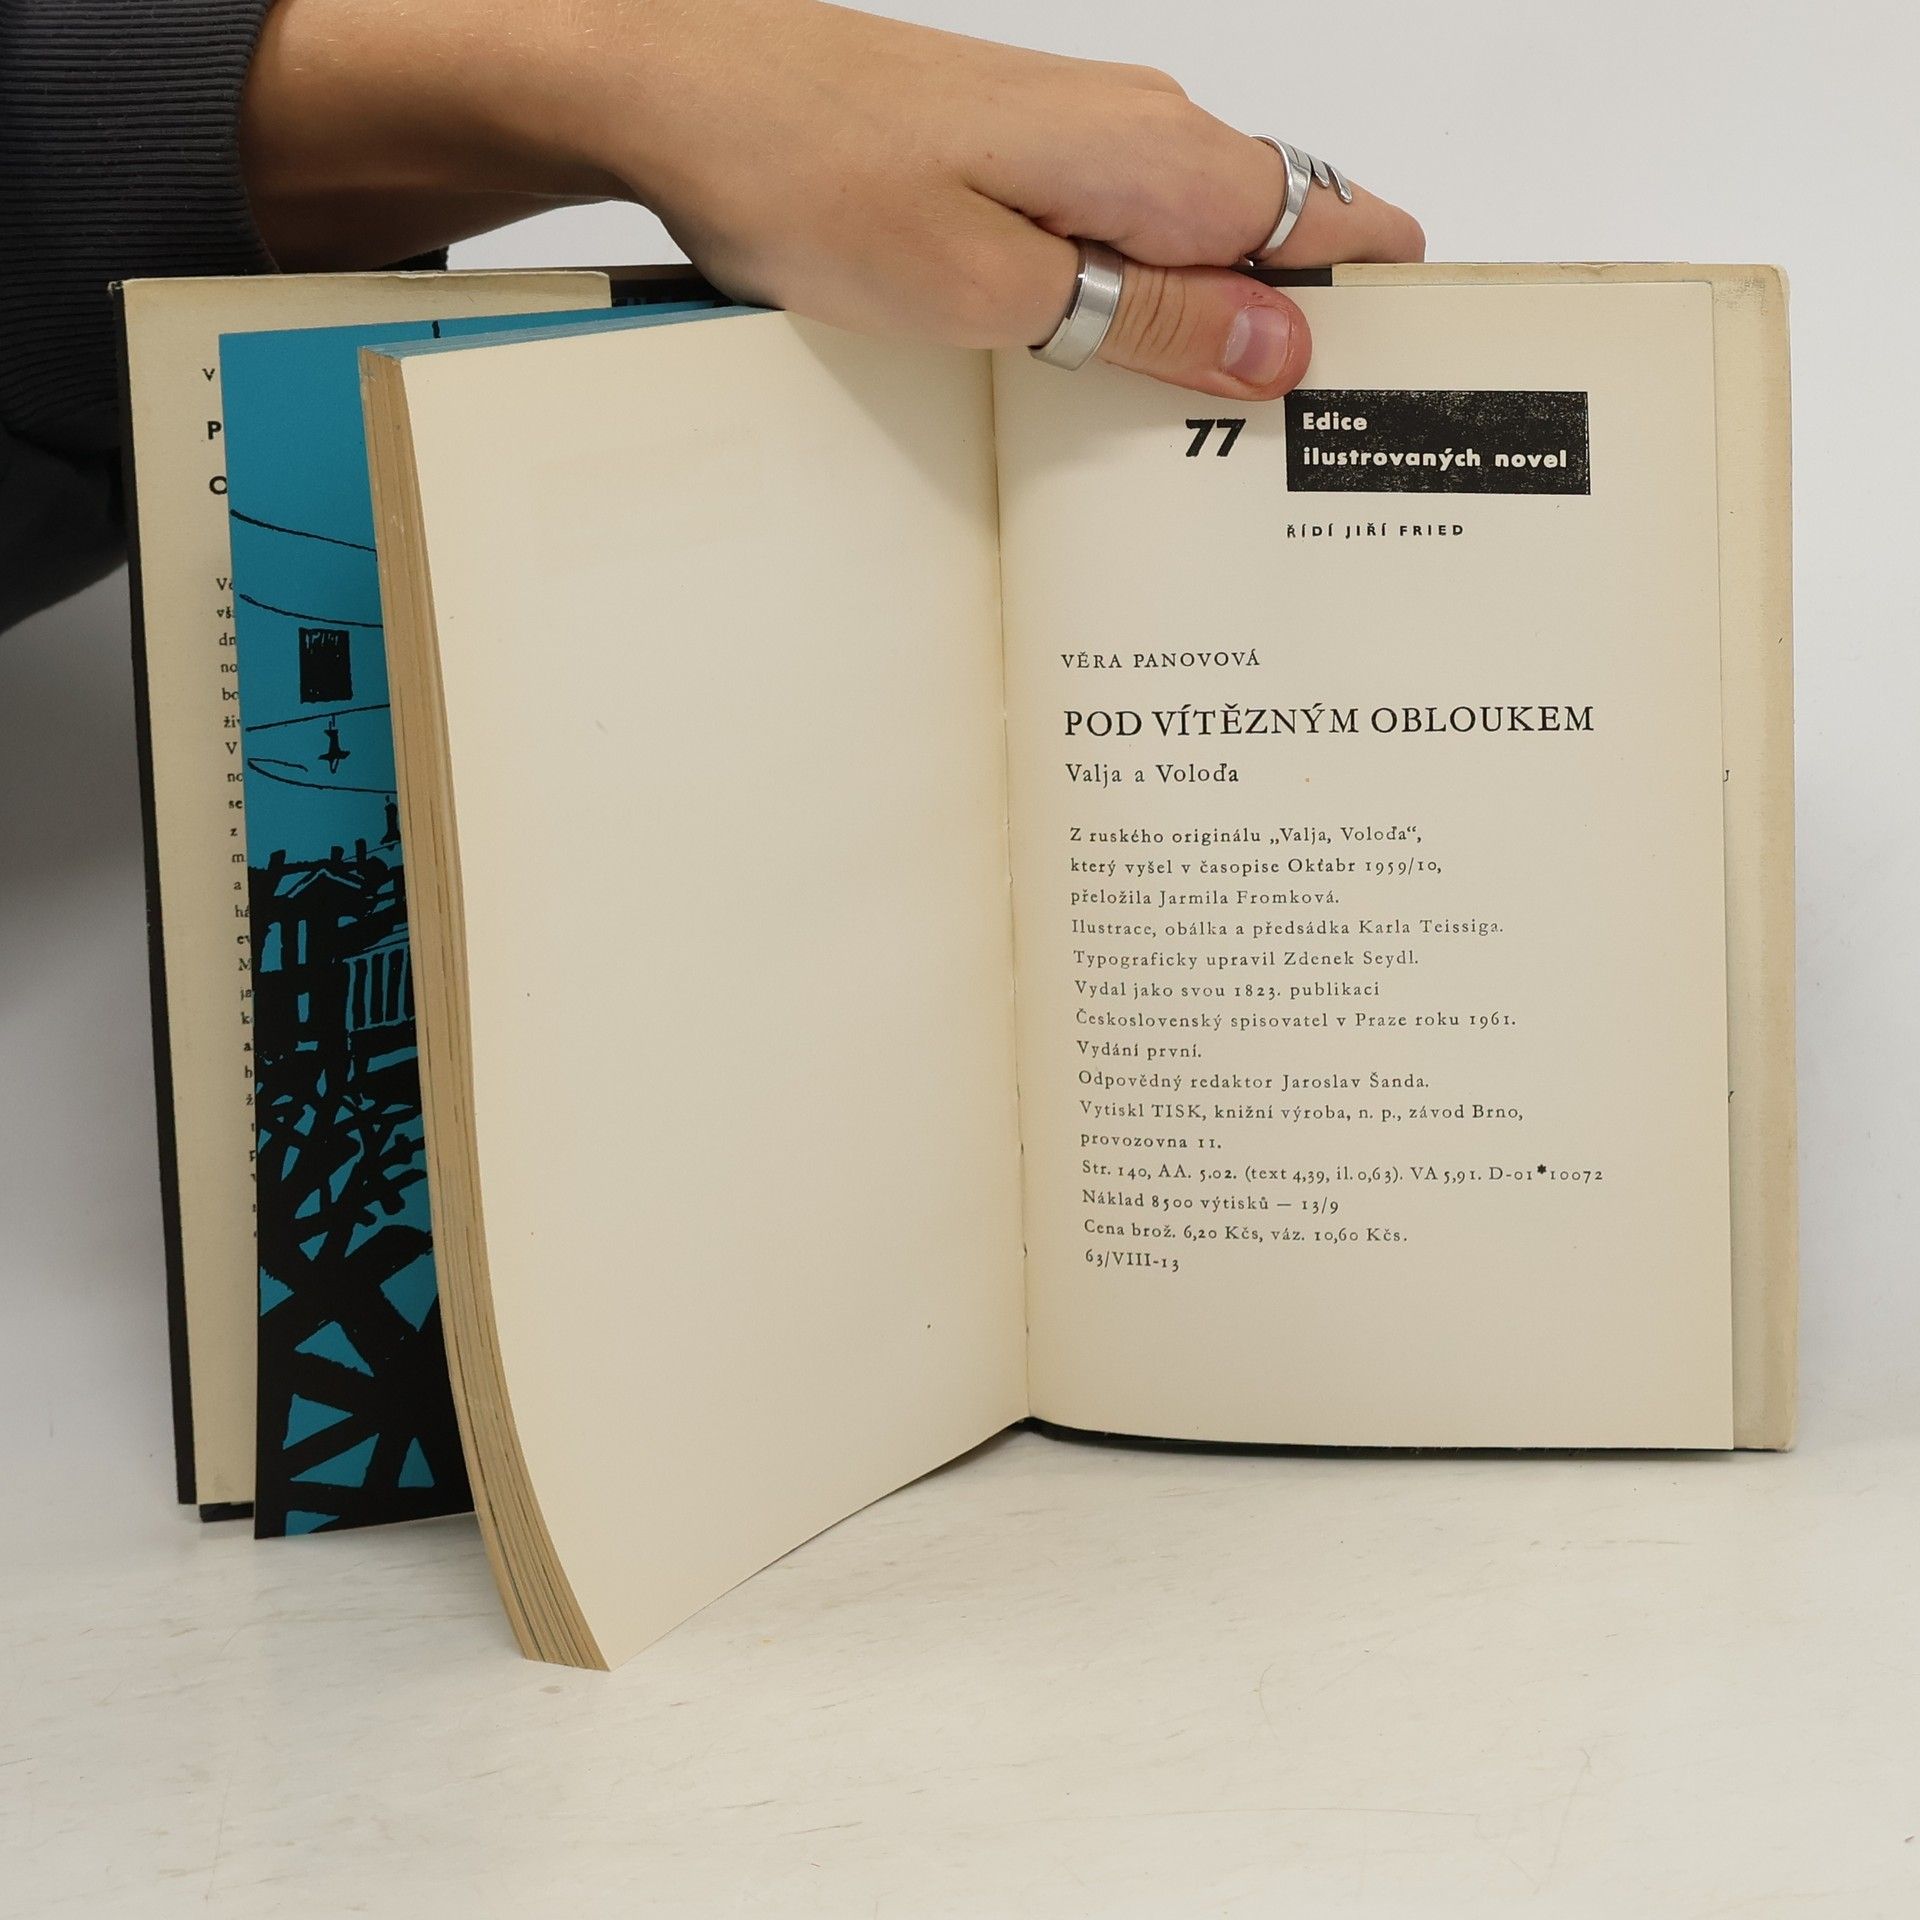 77
Edice
ilustrovaných novel
ŘÍDÍ JIŘÍ FRIED
VĚRA PANOVOVÁ
POD VÍTĚZNÝM OBLOUKEM
Valja a Voloďa
Z ruského originálu „Valja, Voloďa“,
který vyšel v časopise Okťabr 1959/10,
přeložila Jarmila Fromková.
Ilustrace, obálka a předsádka Karla Teissiga.
Typograficky upravil Zdenek Seydl.
Vydal jako svou 1823. publikaci
Československý spisovatel v Praze roku 1961.
Vydání první.
Odpovědný redaktor Jaroslav Šanda.
Vytiskl TISK, knižní výroba, n. p., závod Brno,
provozovna 11.
Str. 140, AA. 5.02. (text 4,39, il. 0,63). VA 5,91. D-01*10072
Náklad 8500 výtisků — 13/9
Cena brož. 6,20 Kčs, váz. 10,60 Kčs.
63/VIII-13